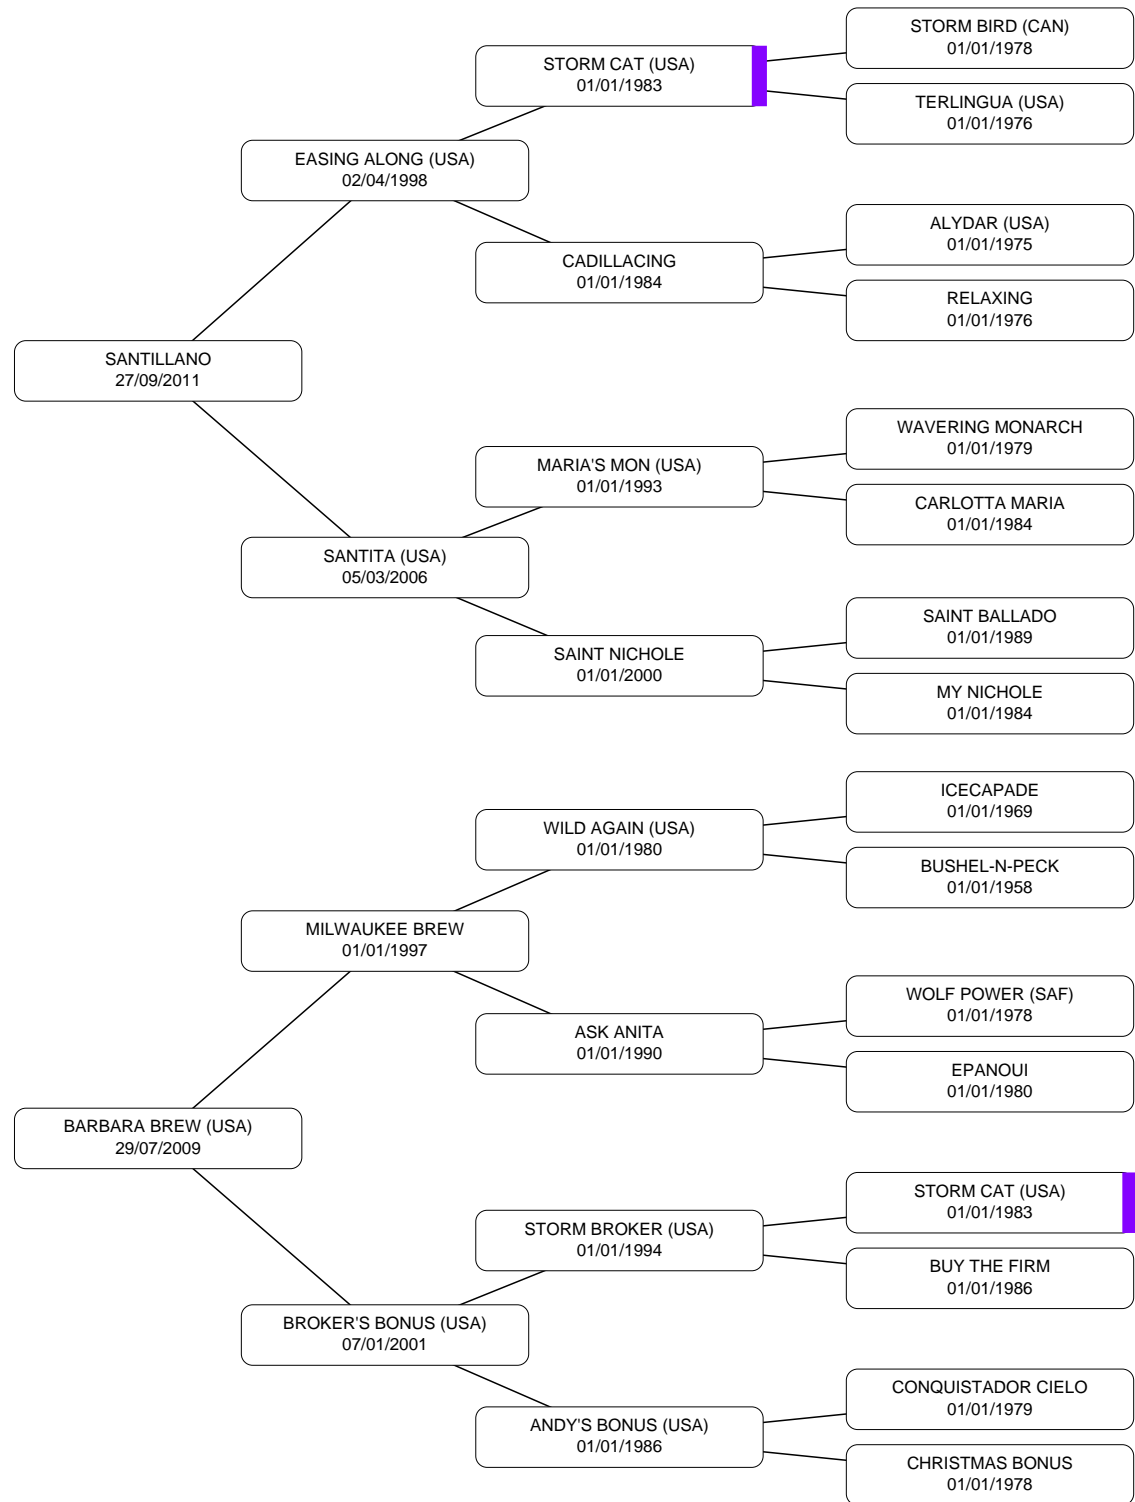 STORM BIRD (CAN)
01/01/1978
STORM CAT (USA)
01/01/1983
TERLINGUA (USA)
01/01/1976
EASING ALONG (USA)
02/04/1998
ALYDAR (USA)
01/01/1975
CADILLACING
01/01/1984
RELAXING
01/01/1976
SANTILLANO
27/09/2011
WAVERING MONARCH
01/01/1979
MARIA'S MON (USA)
01/01/1993
CARLOTTA MARIA
01/01/1984
SANTITA (USA)
05/03/2006
SAINT BALLADO
01/01/1989
SAINT NICHOLE
01/01/2000
MY NICHOLE
01/01/1984
ICECAPADE
01/01/1969
WILD AGAIN (USA)
01/01/1980
BUSHEL-N-PECK
01/01/1958
MILWAUKEE BREW
01/01/1997
WOLF POWER (SAF)
01/01/1978
ASK ANITA
01/01/1990
EPANOUI
01/01/1980
BARBARA BREW (USA)
29/07/2009
STORM CAT (USA)
01/01/1983
STORM BROKER (USA)
01/01/1994
BUY THE FIRM
01/01/1986
BROKER'S BONUS (USA)
07/01/2001
CONQUISTADOR CIELO
01/01/1979
ANDY'S BONUS (USA)
01/01/1986
CHRISTMAS BONUS
01/01/1978